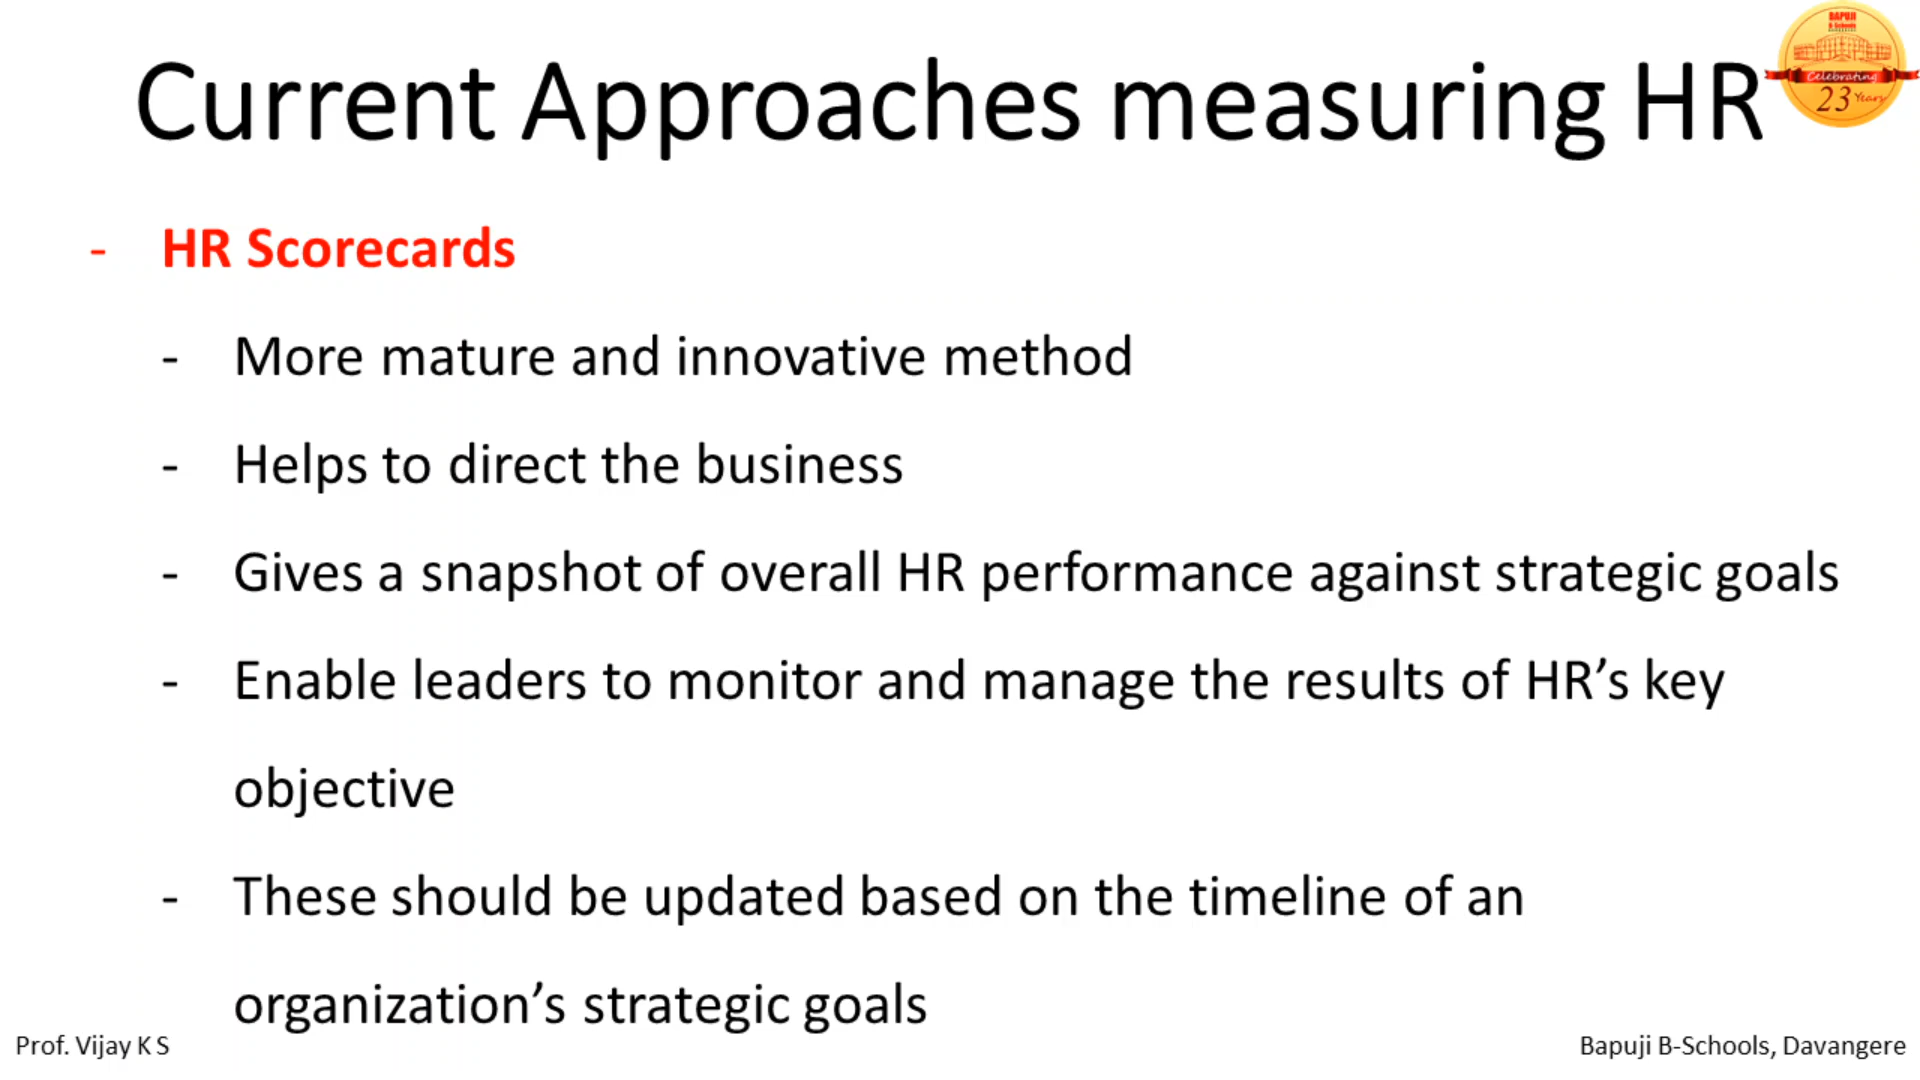 Current Approaches measuring HR
BAPUJI
B-Schools
Celebrating
23 Years
- HR Scorecards
- More mature and innovative method
- Helps to direct the business
- Gives a snapshot of overall HR performance against strategic goals
- Enable leaders to monitor and manage the results of HR’s key
objective
- These should be updated based on the timeline of an
organization’s strategic goals
Prof. Vijay K S
Bapuji B-Schools, Davangere